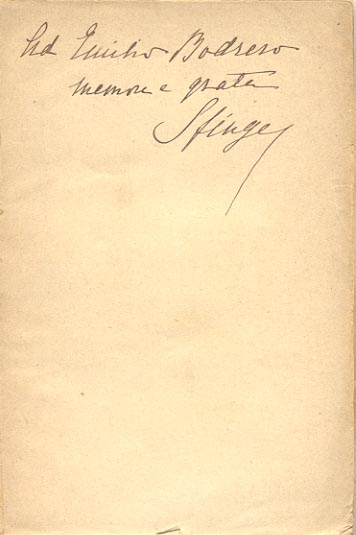 Ad Emilio Bodrero
memore e grata
Sfinge